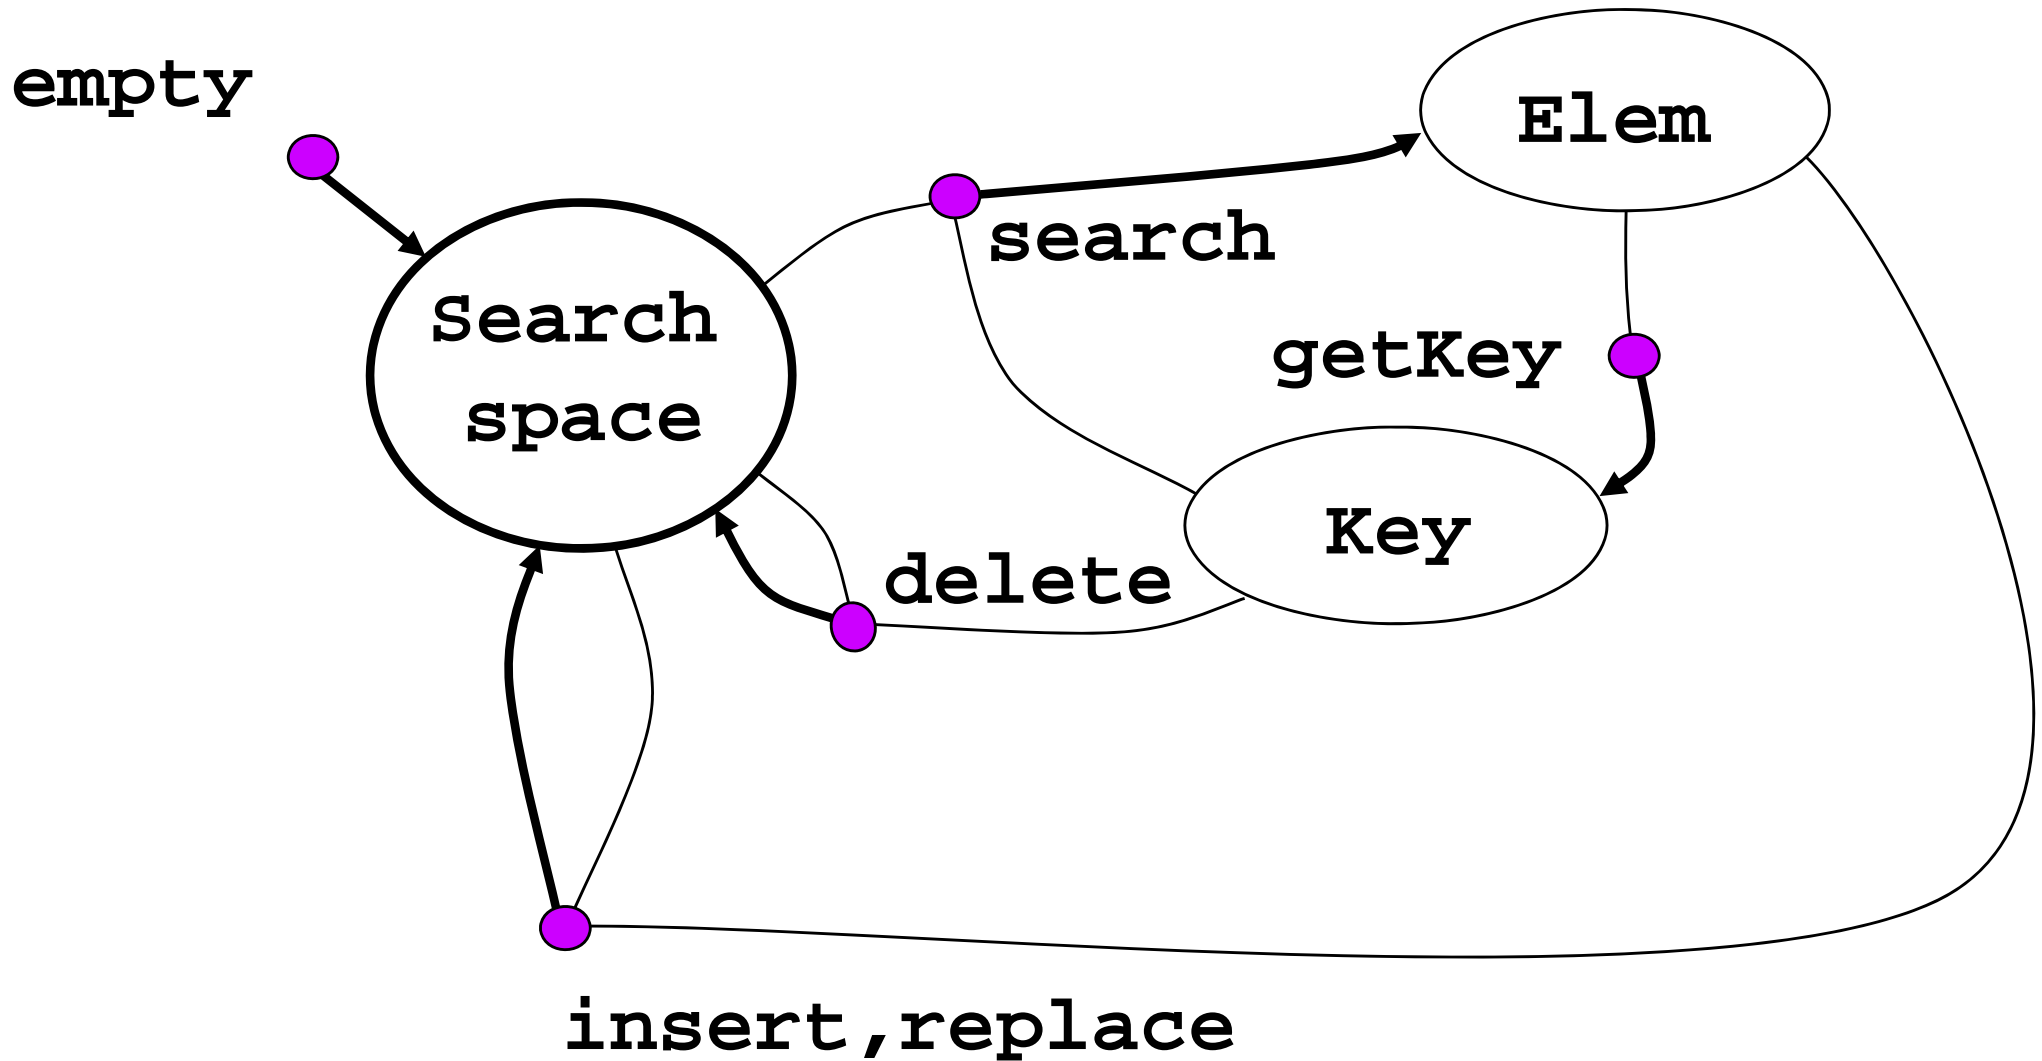 empty
Elem
search
Search
space
getKey
Key
delete
insert,replace